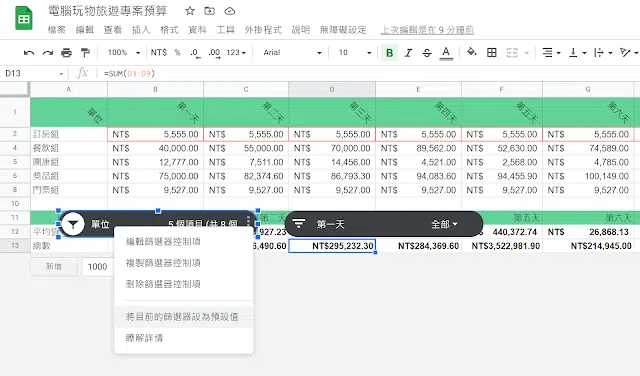 電腦玩物旅遊專案預算
檔案 編輯 查看 插入 格式 資料 工具 外掛程式 說明 無障礙設定 上次編輯是在 9 分鐘前
100% NT$ % .0 .00 123 Arial 10 B I S A
D13 fx =SUM(D3:D9)
A B C D E F G
1 單位 第一天 第二天 第三天 第四天 第五天 第六天
2 訂房組 NT$ 5,555.00 NT$ 5,555.00 NT$ 5,555.00 NT$ 5,555.00 NT$ 5,555.00 NT$ 5,555.00
4 餐飲組 NT$ 40,000.00 NT$ 55,000.00 NT$ 70,000.00 NT$ 89,562.00 NT$ 52,630.00 NT$ 74,589.00
5 團康組 NT$ 12,777.00 NT$ 7,511.00 NT$ 14,456.00 NT$ 4,521.00 NT$ 2,568.00 NT$ 4,785.00
6 獎品組 NT$ 75,000.00 NT$ 82,374.60 NT$ 86,793.30 NT$ 94,083.60 NT$ 94,455.90 NT$ 100,149.00
8 門票組 NT$ 9,527.00 NT$ 9,527.00 NT$ 9,527.00 NT$ 9,527.00 NT$ 9,527.00 NT$ 9,527.00
11 單位 5 個項目 (共 8 個 第二天 第一天 全部 第五天 第六天
12 平均值 ,927.23 NT$ 440,372.74 NT$ 26,868.13
13 總數 6,490.60 NT$295,232.30 NT$284,369.60 NT$3,522,981.90 NT$214,945.00
新增 1000
編輯篩選器控制項
複製篩選器控制項
刪除篩選器控制項
將目前的篩選器設為預設值
瞭解詳情